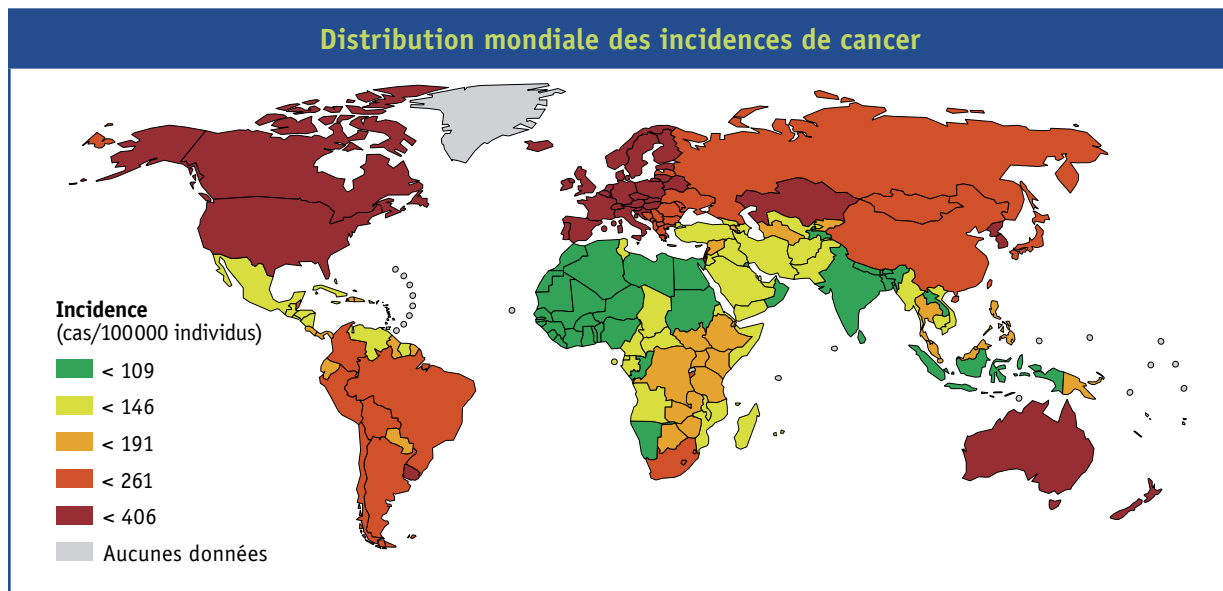 Distribution mondiale des incidences de cancer
Incidence
(cas/100000 individus)
< 109
< 146
< 191
< 261
< 406
Aucunes données